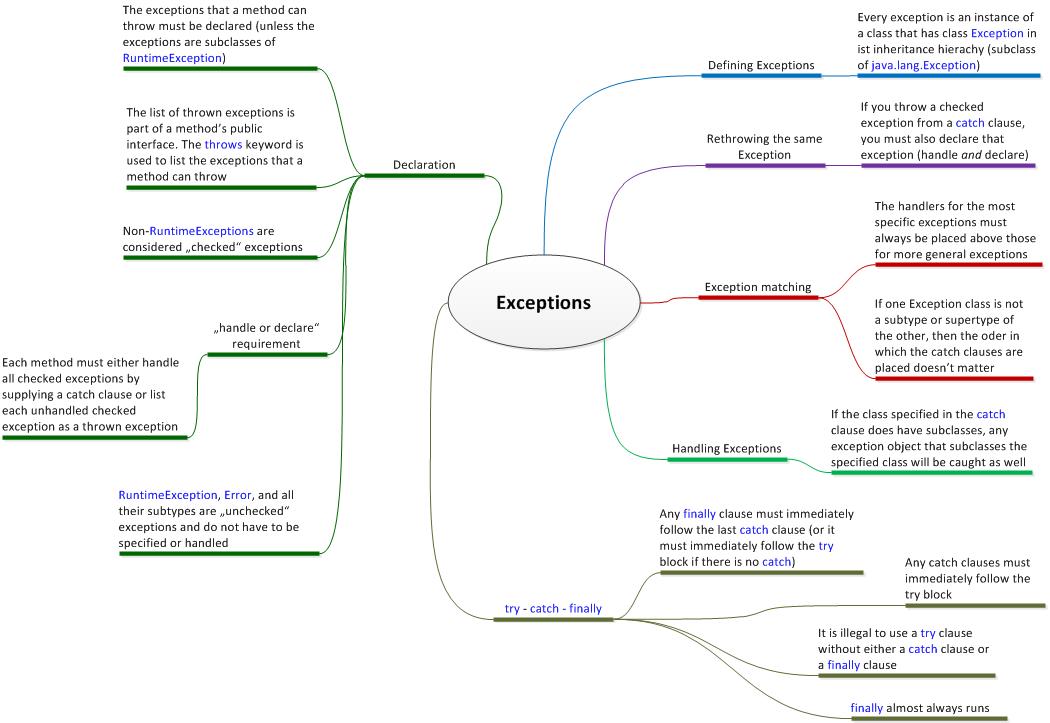 Exceptions
Declaration
The exceptions that a method can
throw must be declared (unless the
exceptions are subclasses of
RuntimeException)
The list of thrown exceptions is
part of a method's public
interface. The throws keyword is
used to list the exceptions that a
method can throw
Non-RuntimeExceptions are
considered „checked“ exceptions
„handle or declare“
requirement
Each method must either handle
all checked exceptions by
supplying a catch clause or list
each unhandled checked
exception as a thrown exception
RuntimeException, Error, and all
their subtypes are „unchecked“
exceptions and do not have to be
specified or handled
Defining Exceptions
Every exception is an instance of
a class that has class Exception in
ist inheritance hierachy (subclass
of java.lang.Exception)
Rethrowing the same
Exception
If you throw a checked
exception from a catch clause,
you must also declare that
exception (handle and declare)
Exception matching
The handlers for the most
specific exceptions must
always be placed above those
for more general exceptions
If one Exception class is not
a subtype or supertype of
the other, then the oder in
which the catch clauses are
placed doesn't matter
Handling Exceptions
If the class specified in the catch
clause does have subclasses, any
exception object that subclasses the
specified class will be caught as well
try - catch - finally
Any finally clause must immediately
follow the last catch clause (or it
must immediately follow the try
block if there is no catch)
Any catch clauses must
immediately follow the
try block
It is illegal to use a try clause
without either a catch clause or
a finally clause
finally almost always runs